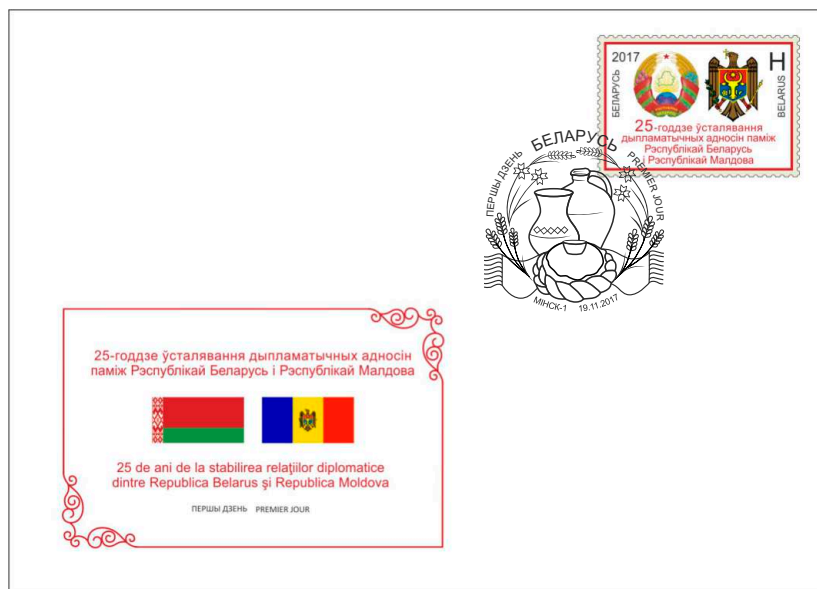 2017
H
БЕЛАРУСЬ
BELARUS
25-годдзе ўсталявання
дыпламатычных адносін паміж
Рэспублікай Беларусь
і Рэспублікай Малдова
ПЕРШЫ ДЗЕНЬ
БЕЛАРУСЬ
PREMIER JOUR
МІНСК-1 19.11.2017
25-годдзе ўсталявання дыпламатычных адносін
паміж Рэспублікай Беларусь і Рэспублікай Малдова
25 de ani de la stabilirea relaţiilor diplomatice
dintre Republica Belarus şi Republica Moldova
ПЕРШЫ ДЗЕНЬ PREMIER JOUR